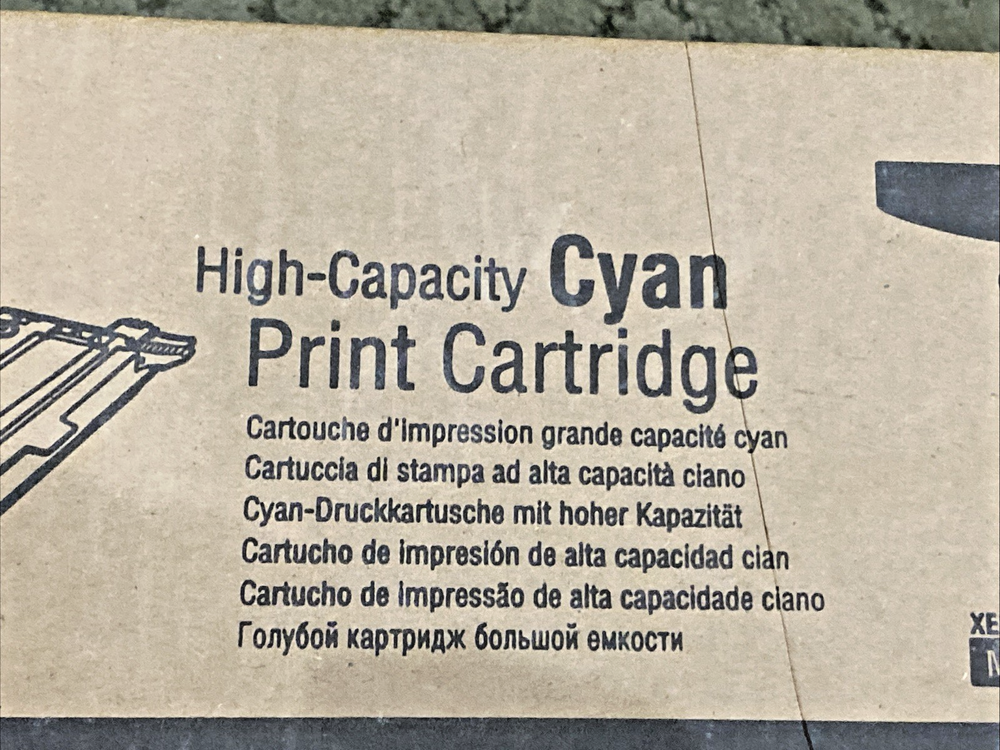 High-Capacity Cyan
Print Cartridge
Cartouche d'impression grande capacité cyan
Cartuccia di stampa ad alta capacità ciano
Cyan-Druckkartusche mit hoher Kapazität
Cartucho de impresión de alta capacidad cian
Cartucho de impressão de alta capacidade ciano
Голубой картридж большой емкости
XE